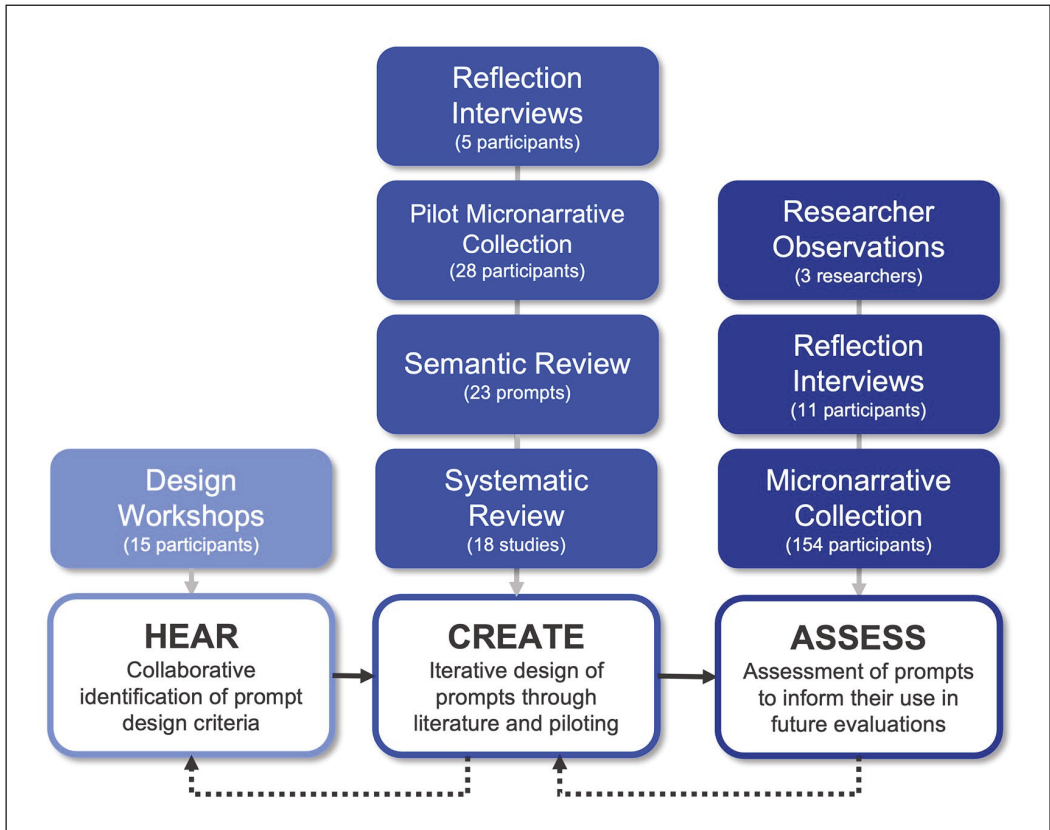 Reflection
Interviews
(5 participants)
Pilot Micronarrative
Collection
(28 participants)
Semantic Review
(23 prompts)
Systematic
Review
(18 studies)
Researcher
Observations
(3 researchers)
Reflection
Interviews
(11 participants)
Micronarrative
Collection
(154 participants)
Design
Workshops
(15 participants)
HEAR
Collaborative
identification of prompt
design criteria
CREATE
Iterative design of
prompts through
literature and piloting
ASSESS
Assessment of prompts
to inform their use in
future evaluations